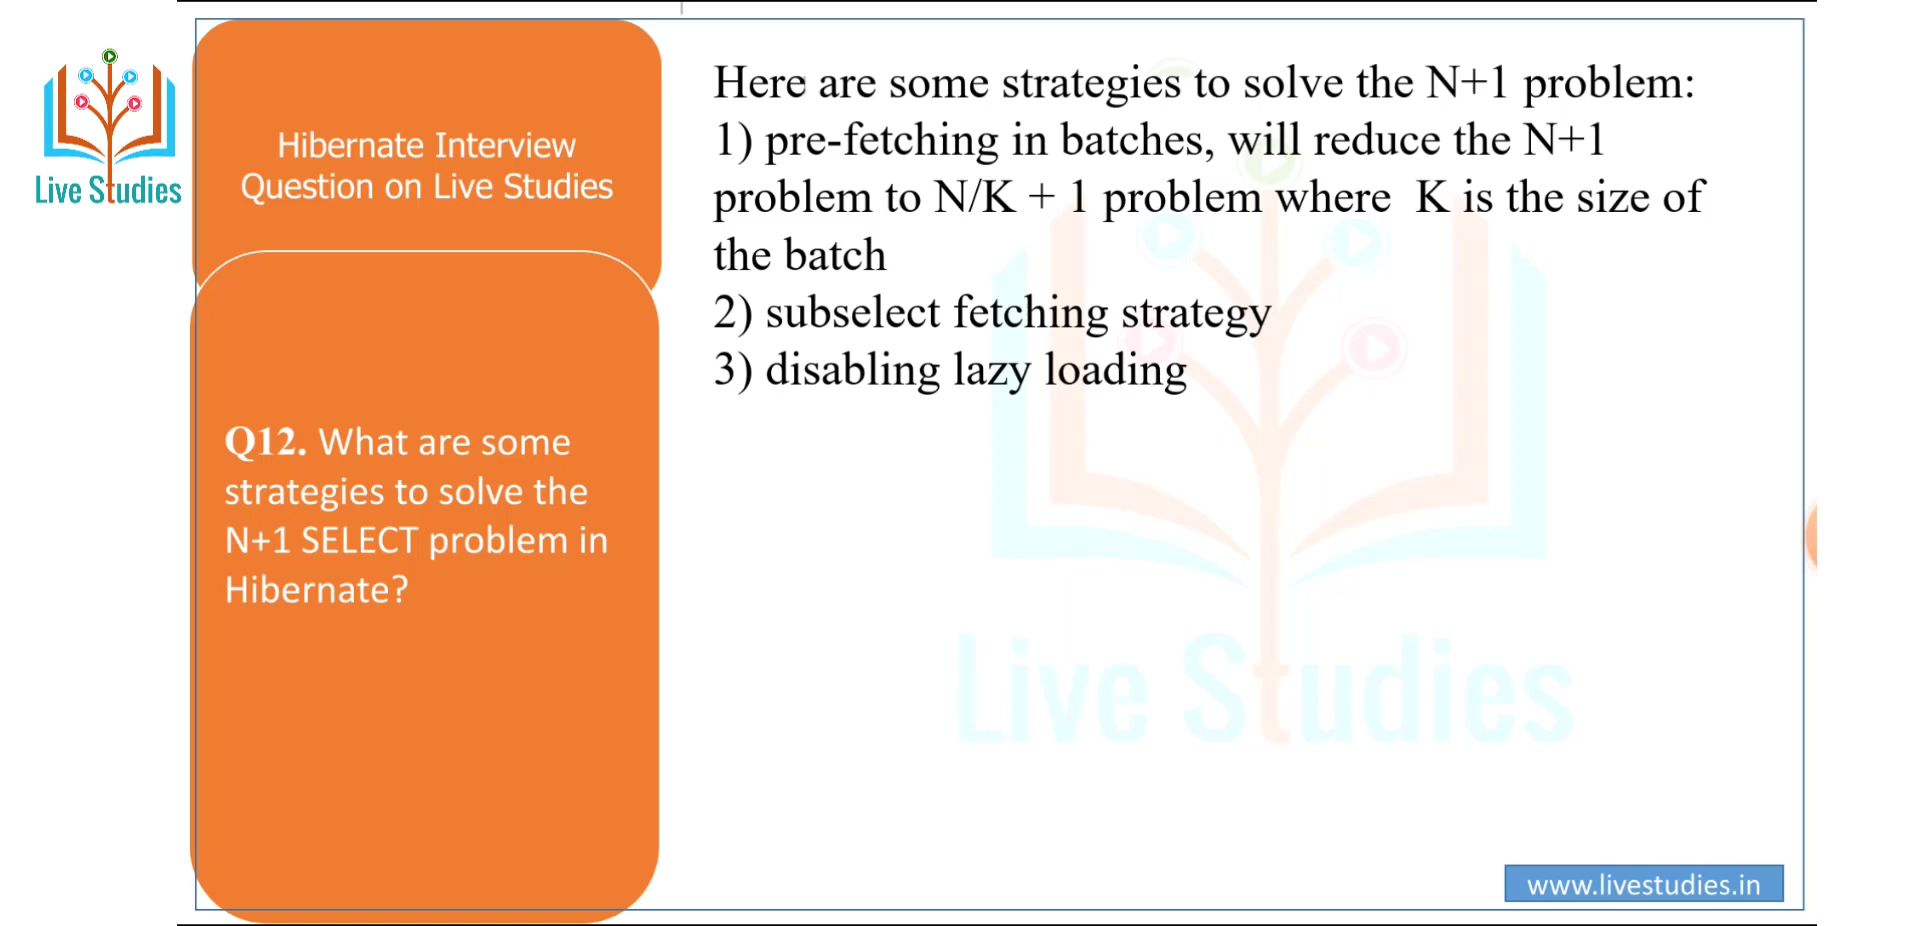 Live Studies
Hibernate Interview
Question on Live Studies
Q12. What are some
strategies to solve the
N+1 SELECT problem in
Hibernate?
Here are some strategies to solve the N+1 problem:
1) pre-fetching in batches, will reduce the N+1
problem to N/K + 1 problem where  K is the size of
the batch
2) subselect fetching strategy
3) disabling lazy loading
Live Studies
www.livestudies.in